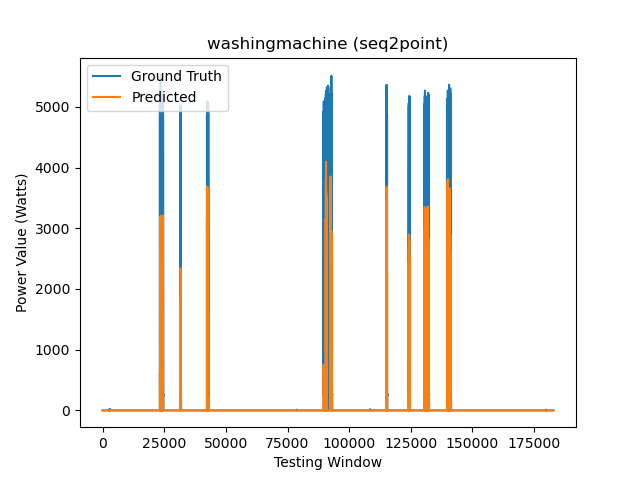 washingmachine (seq2point)
Ground Truth
Predicted
5000
4000
3000
2000
1000
0
Power Value (Watts)
0 25000 50000 75000 100000 125000 150000 175000
Testing Window